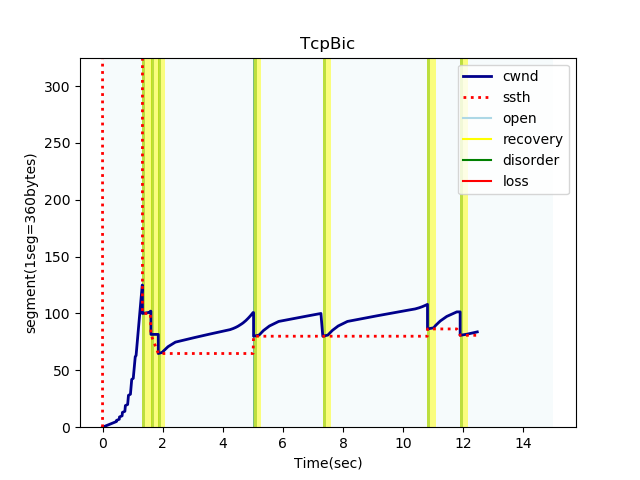 TcpBic
segment(1seg=360bytes)
300
250
200
150
100
50
0
0 2 4 6 8 10 12 14
Time(sec)
cwnd
ssth
open
recovery
disorder
loss